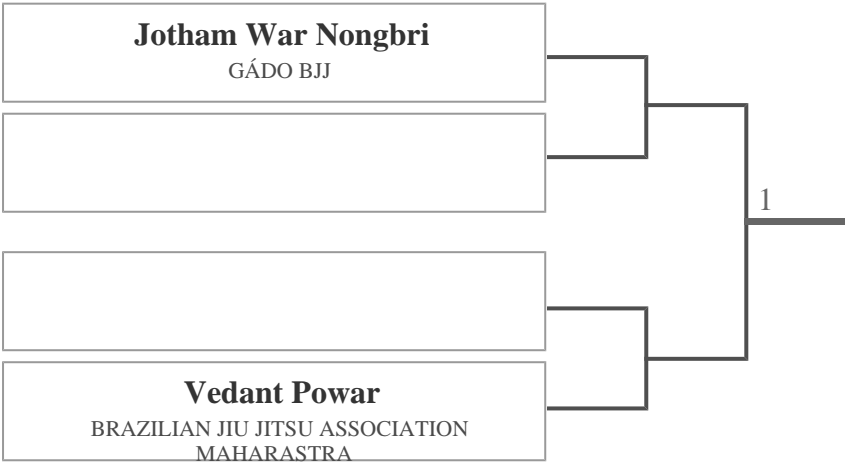 Jotham War Nongbri
GÁDO BJJ
1
Vedant Powar
BRAZILIAN JIU JITSU ASSOCIATION
MAHARASTRA